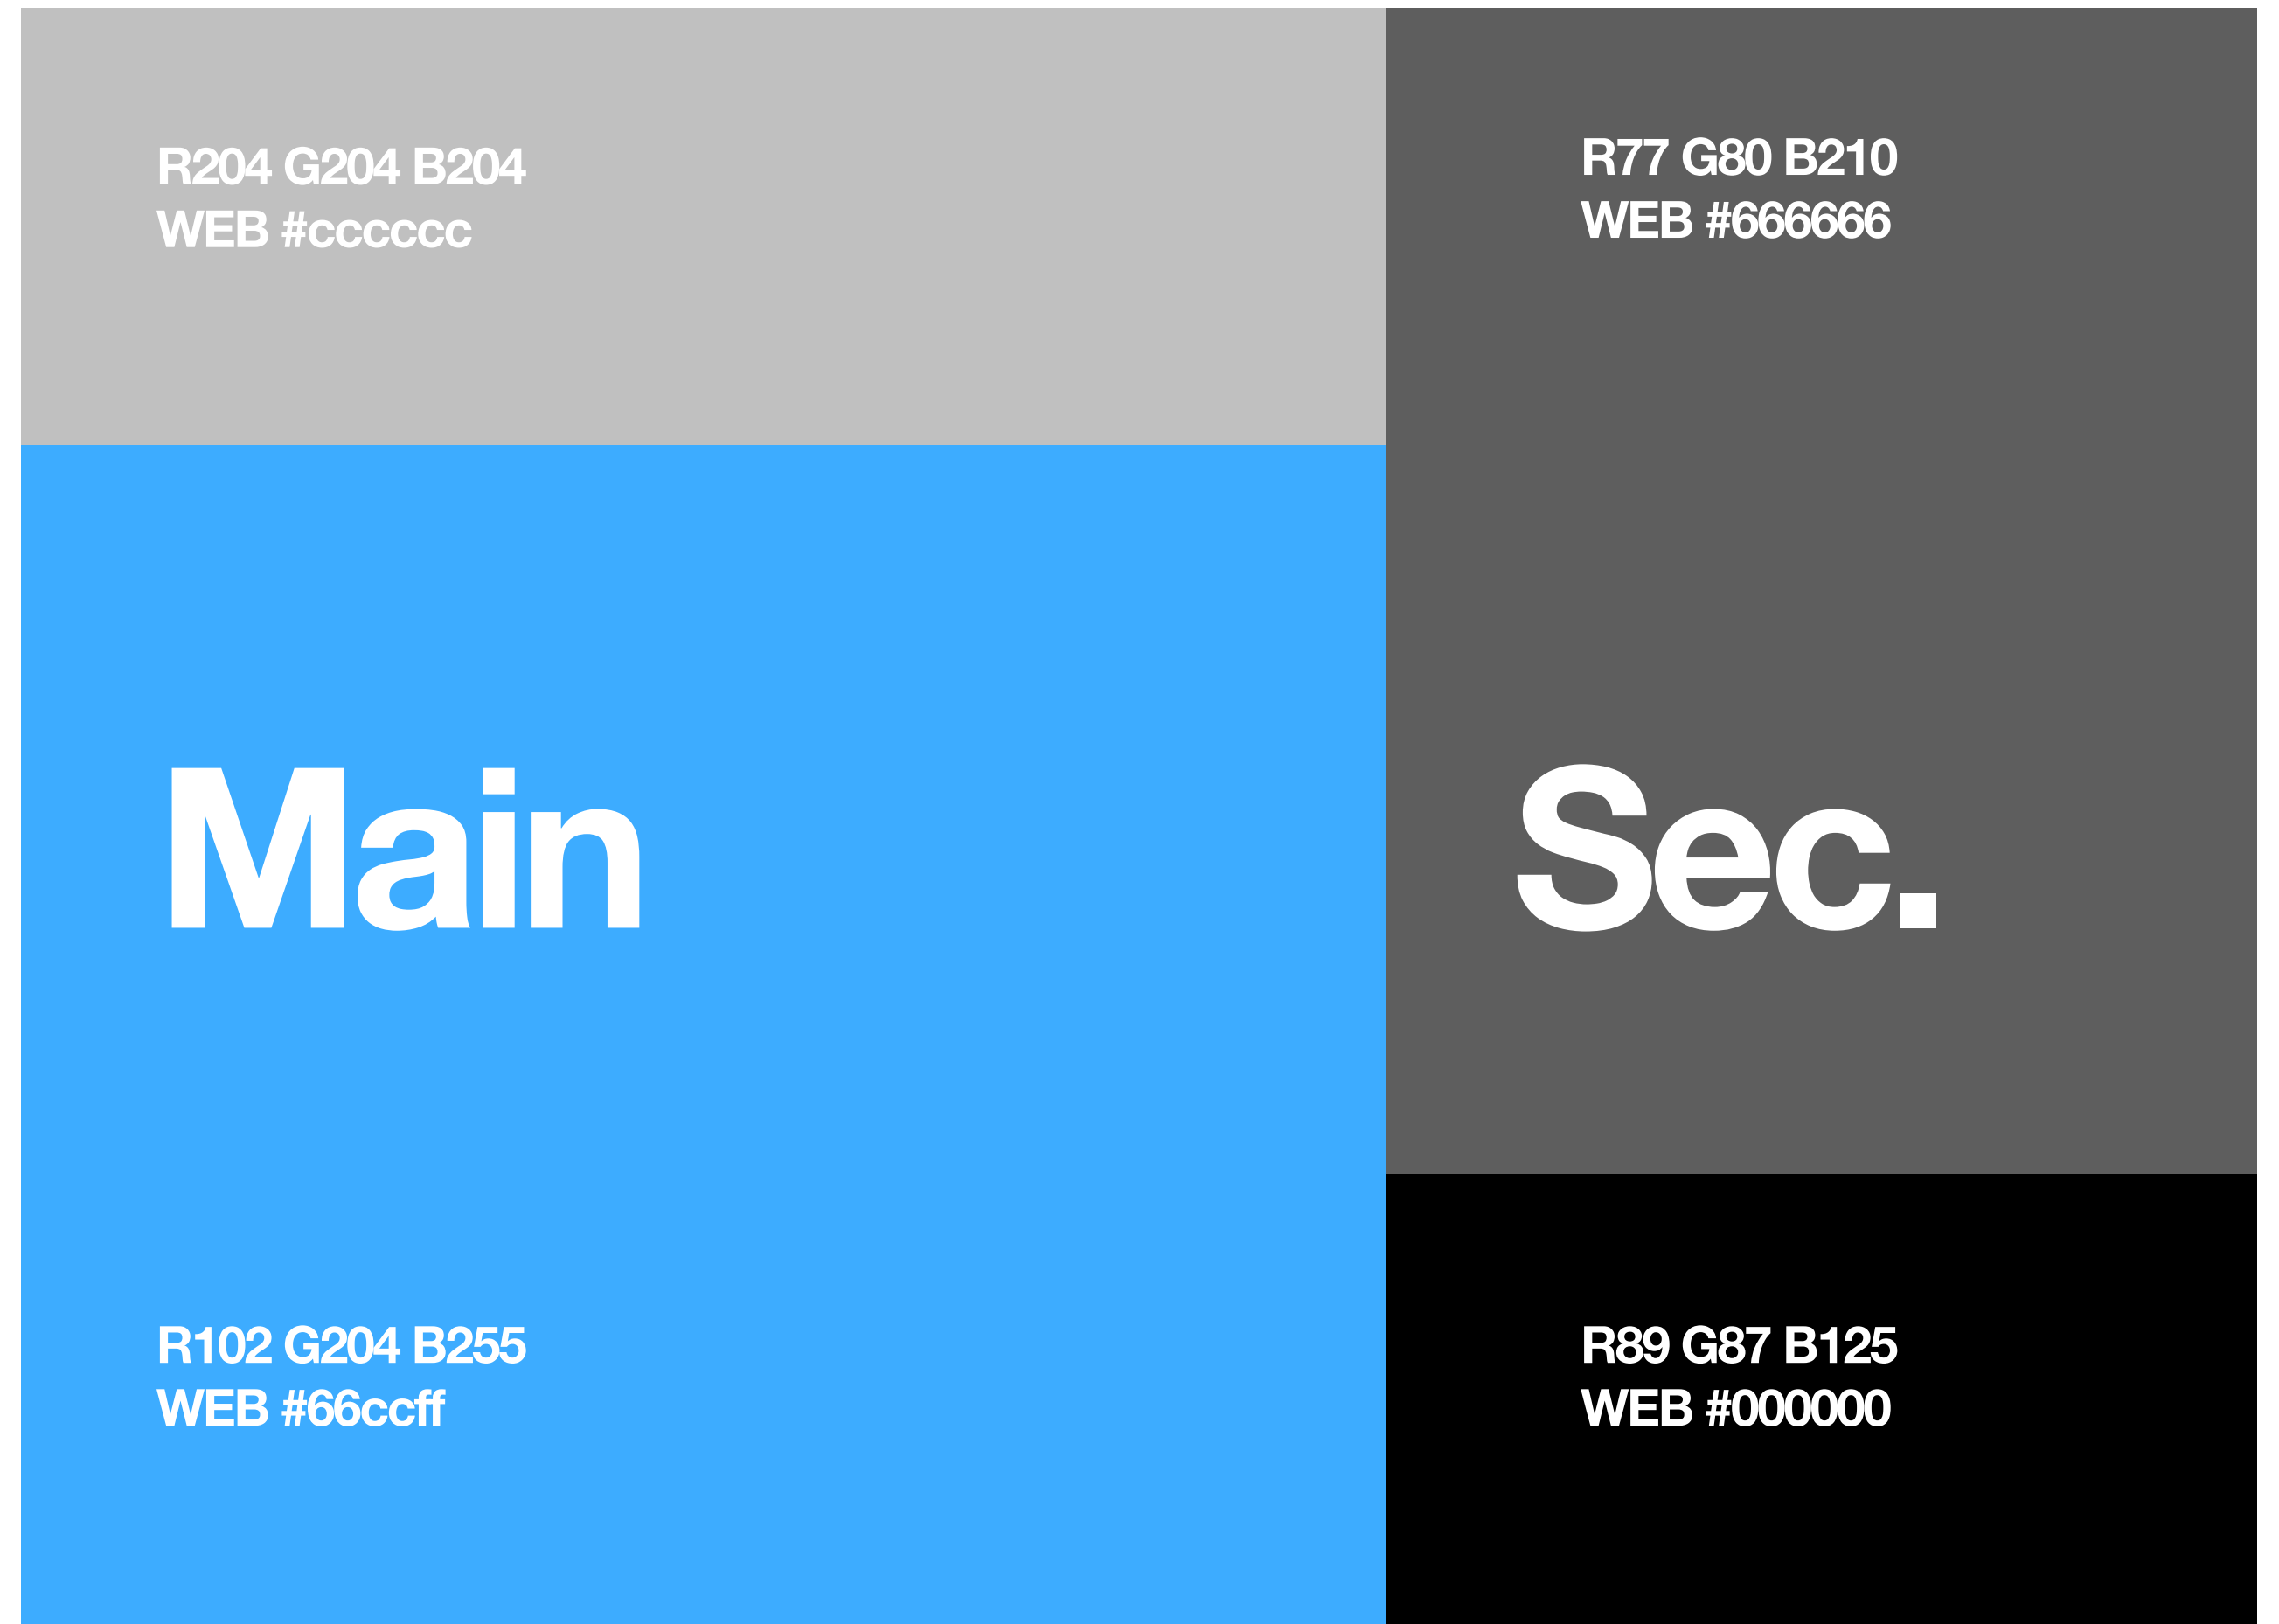 R204 G204 B204
WEB #cccccc
R77 G80 B210
WEB #666666
Main
Sec.
R102 G204 B255
WEB #66ccff
R89 G87 B125
WEB #000000